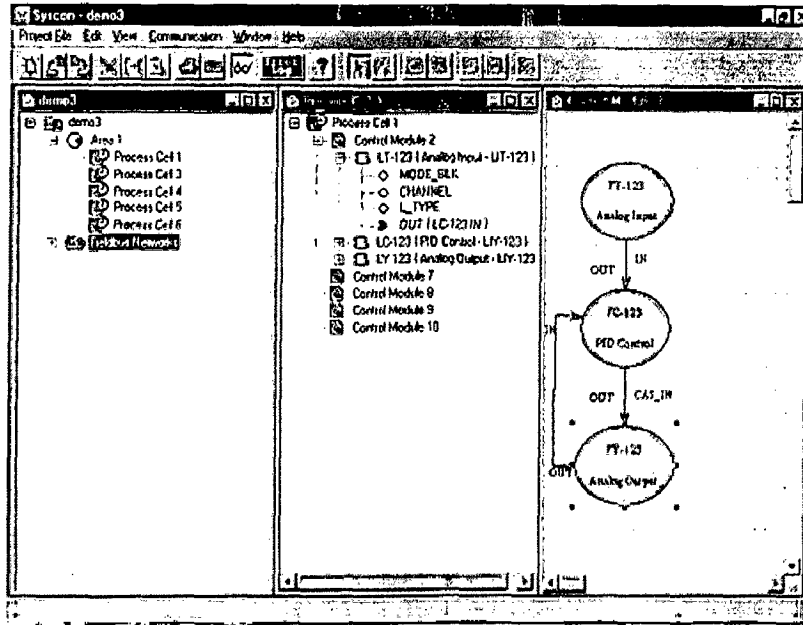 Syscon - demo3
Project File Edit View Communication Window Help
demo3
demo3
Area 1
Process Cell 1
Process Cell 3
Process Cell 4
Process Cell 5
Process Cell 6
Fieldbus Networks
Process Cell 1
Control Module 2
LT-123 (Analog Input - LIT-123)
MODE_BLK
CHANNEL
L_TYPE
OUT (LC-123 IN)
LC-123 (PID Control - LIY-123)
LY-123 (Analog Output - LIY-123
Control Module 7
Control Module 8
Control Module 9
Control Module 10
FT-123
Analog Input
IN
OUT
FC-123
PID Control
IN
OUT
CAS_IN
FY-123
Analog Output
OUT